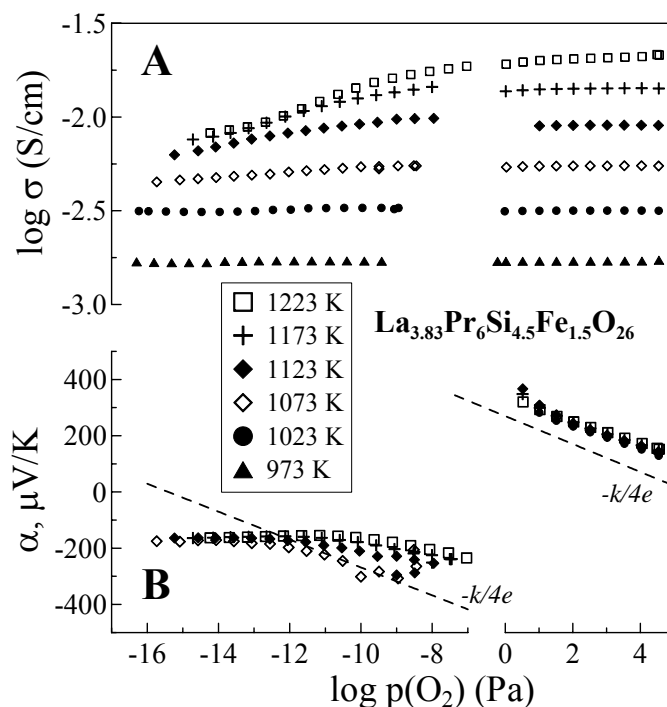 -1.5
A
-2.0
log σ (S/cm)
-2.5
-3.0
1223 K
1173 K
1123 K
1073 K
1023 K
973 K
La3.83Pr6Si4.5Fe1.5O26
400
200
0
-200
-400
α, μV/K
-k/4e
-k/4e
B
-16 -14 -12 -10 -8 -6 0 2 4
log p(O2) (Pa)